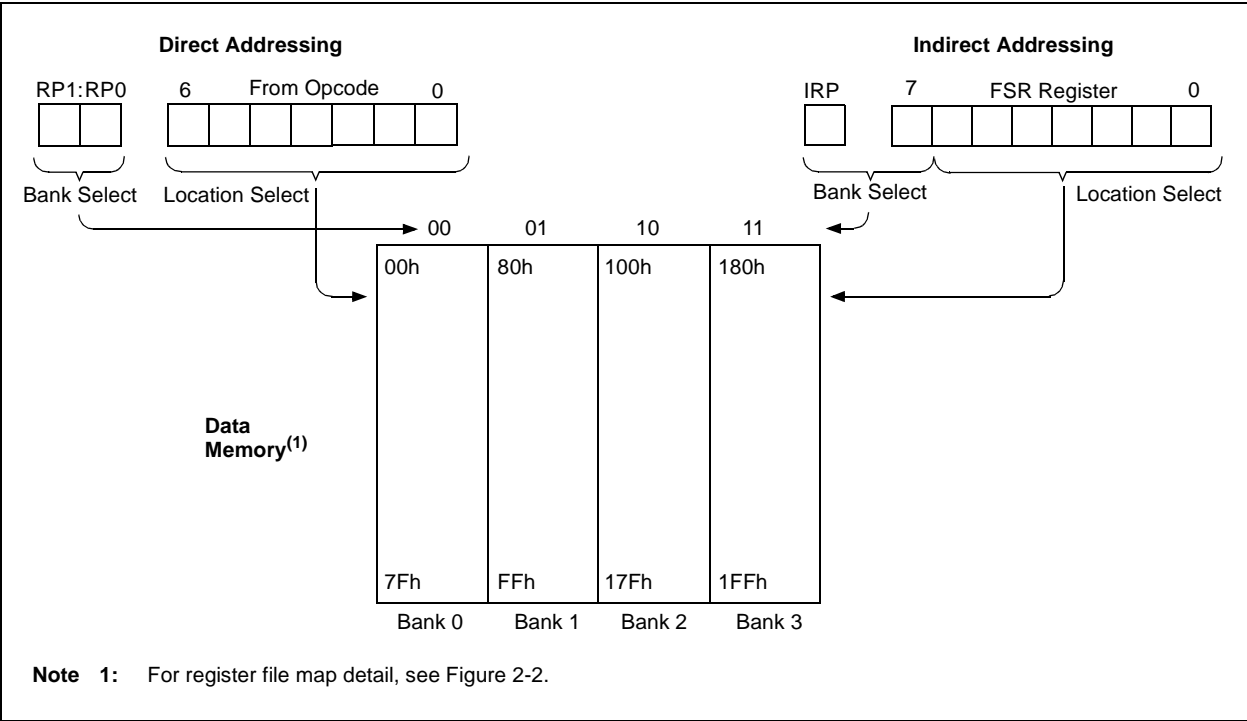 Direct Addressing
Indirect Addressing
RP1:RP0 6 From Opcode 0
IRP 7 FSR Register 0
Bank Select Location Select
Bank Select Location Select
00 01 10 11
00h 80h 100h 180h
Data
Memory(1)
7Fh FFh 17Fh 1FFh
Bank 0 Bank 1 Bank 2 Bank 3
Note 1: For register file map detail, see Figure 2-2.